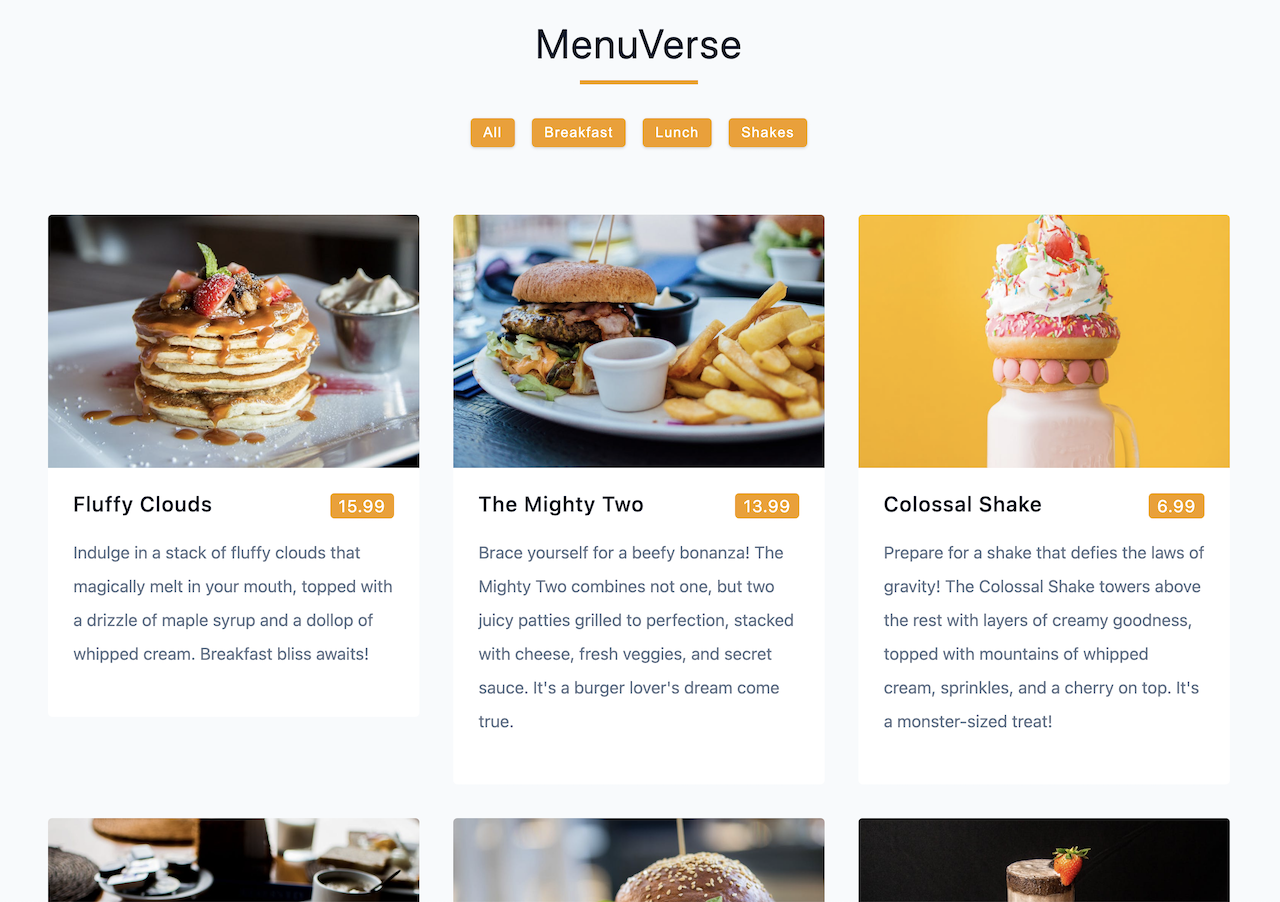 MenuVerse
All Breakfast Lunch Shakes
Fluffy Clouds 15.99
Indulge in a stack of fluffy clouds that
magically melt in your mouth, topped with
a drizzle of maple syrup and a dollop of
whipped cream. Breakfast bliss awaits!
The Mighty Two 13.99
Brace yourself for a beefy bonanza! The
Mighty Two combines not one, but two
juicy patties grilled to perfection, stacked
with cheese, fresh veggies, and secret
sauce. It's a burger lover's dream come
true.
Colossal Shake 6.99
Prepare for a shake that defies the laws of
gravity! The Colossal Shake towers above
the rest with layers of creamy goodness,
topped with mountains of whipped
cream, sprinkles, and a cherry on top. It's
a monster-sized treat!